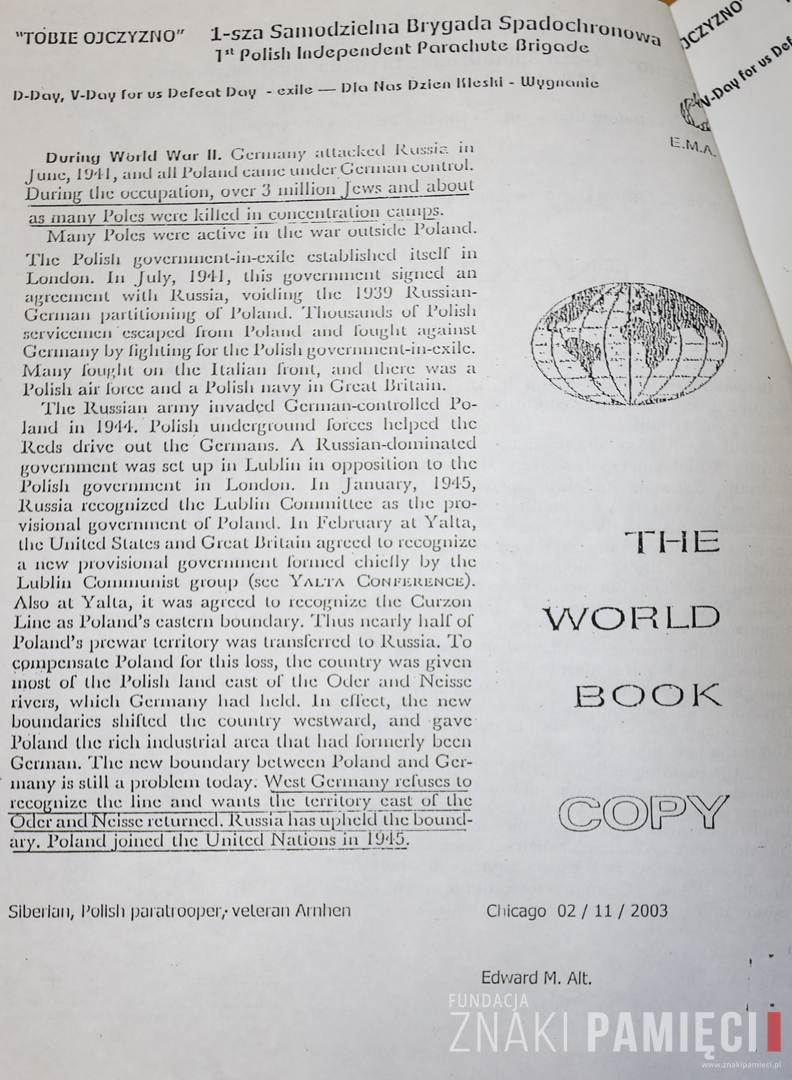 "TOBIE OJCZYZNO" 1-sza Samodzielna Brygada Spadochronowa
1st Polish Independent Parachute Brigade
D-Day, V-Day for us Defeat Day - exile — Dla Nas Dzien Kleski - Wygnanie
During World War II. Germany attacked Russia in
June, 1941, and all Poland came under German control.
During the occupation, over 3 million Jews and about
as many Poles were killed in concentration camps.
Many Poles were active in the war outside Poland.
The Polish government-in-exile established itself in
London. In July, 1941, this government signed an
agreement with Russia, voiding the 1939 Russian-
German partitioning of Poland. Thousands of Polish
servicemen escaped from Poland and fought against
Germany by fighting for the Polish government-in-exile.
Many fought on the Italian front, and there was a
Polish air force and a Polish navy in Great Britain.
The Russian army invaded German-controlled Po-
land in 1944. Polish underground forces helped the
Reds drive out the Germans. A Russian-dominated
government was set up in Lublin in opposition to the
Polish government in London. In January, 1945,
Russia recognized the Lublin Committee as the pro-
visional government of Poland. In February at Yalta,
the United States and Great Britain agreed to recognize
a new provisional government formed chiefly by the
Lublin Communist group (see YALTA CONFERENCE).
Also at Yalta, it was agreed to recognize the Curzon
Line as Poland's eastern boundary. Thus nearly half of
Poland's prewar territory was transferred to Russia. To
compensate Poland for this loss, the country was given
most of the Polish land east of the Oder and Neisse
rivers, which Germany had held. In effect, the new
boundaries shifted the country westward, and gave
Poland the rich industrial area that had formerly been
German. The new boundary between Poland and Ger-
many is still a problem today. West Germany refuses to
recognize the line and wants the territory east of the
Oder and Neisse returned. Russia has upheld the bound-
ary. Poland joined the United Nations in 1945.
THE
WORLD
BOOK
COPY
Siberian, Polish paratrooper, veteran Arnhen
Chicago 02 / 11 / 2003
Edward M. Alt.
OJCZYZNO"
V-Day for us Def
E.M.A.
FUNDACJA
ZNAKI PAMIĘCI
www.znakipamieci.pl